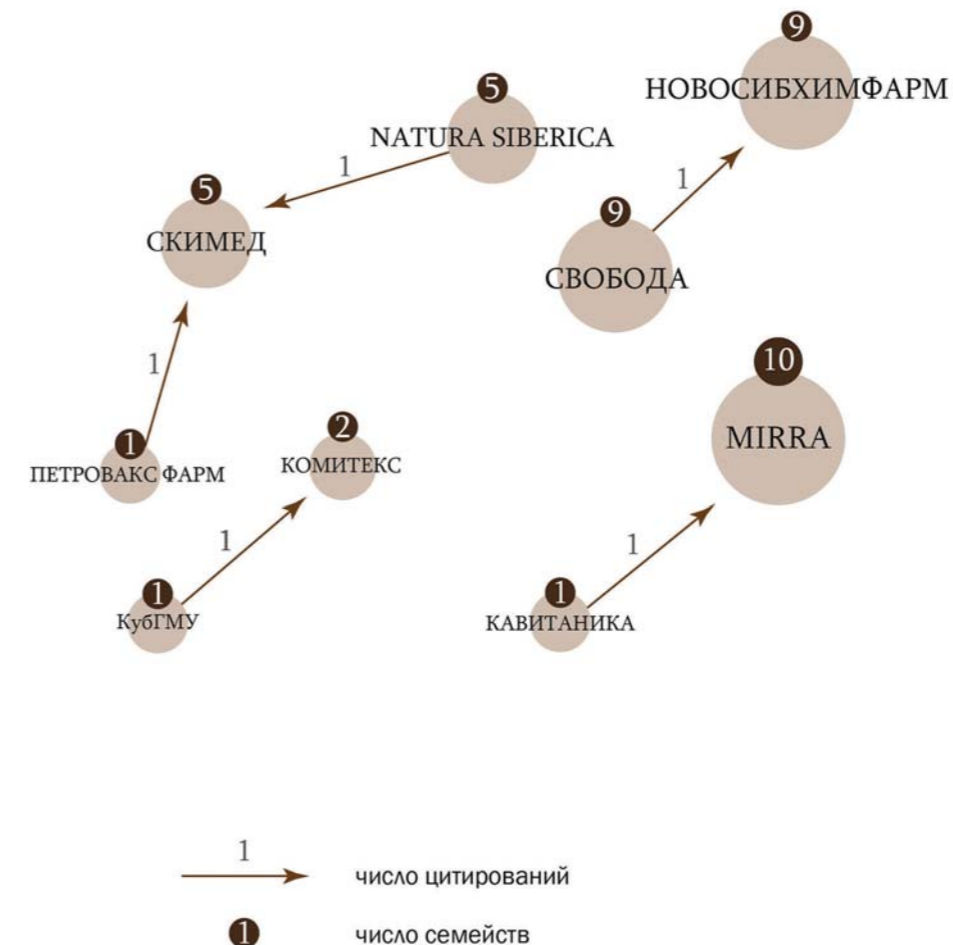 9
НОВОСИБХИМФАРМ
5
NATURA SIBERICA
1
1
5
СКИМЕД
9
СВОБОДА
1
10
MIRRA
1
ПЕТРОВАКС ФАРМ
2
КОМИТЕКС
1
1
1
КубГМУ
1
КАВИТАНИКА
1
число цитирований
1
число семейств